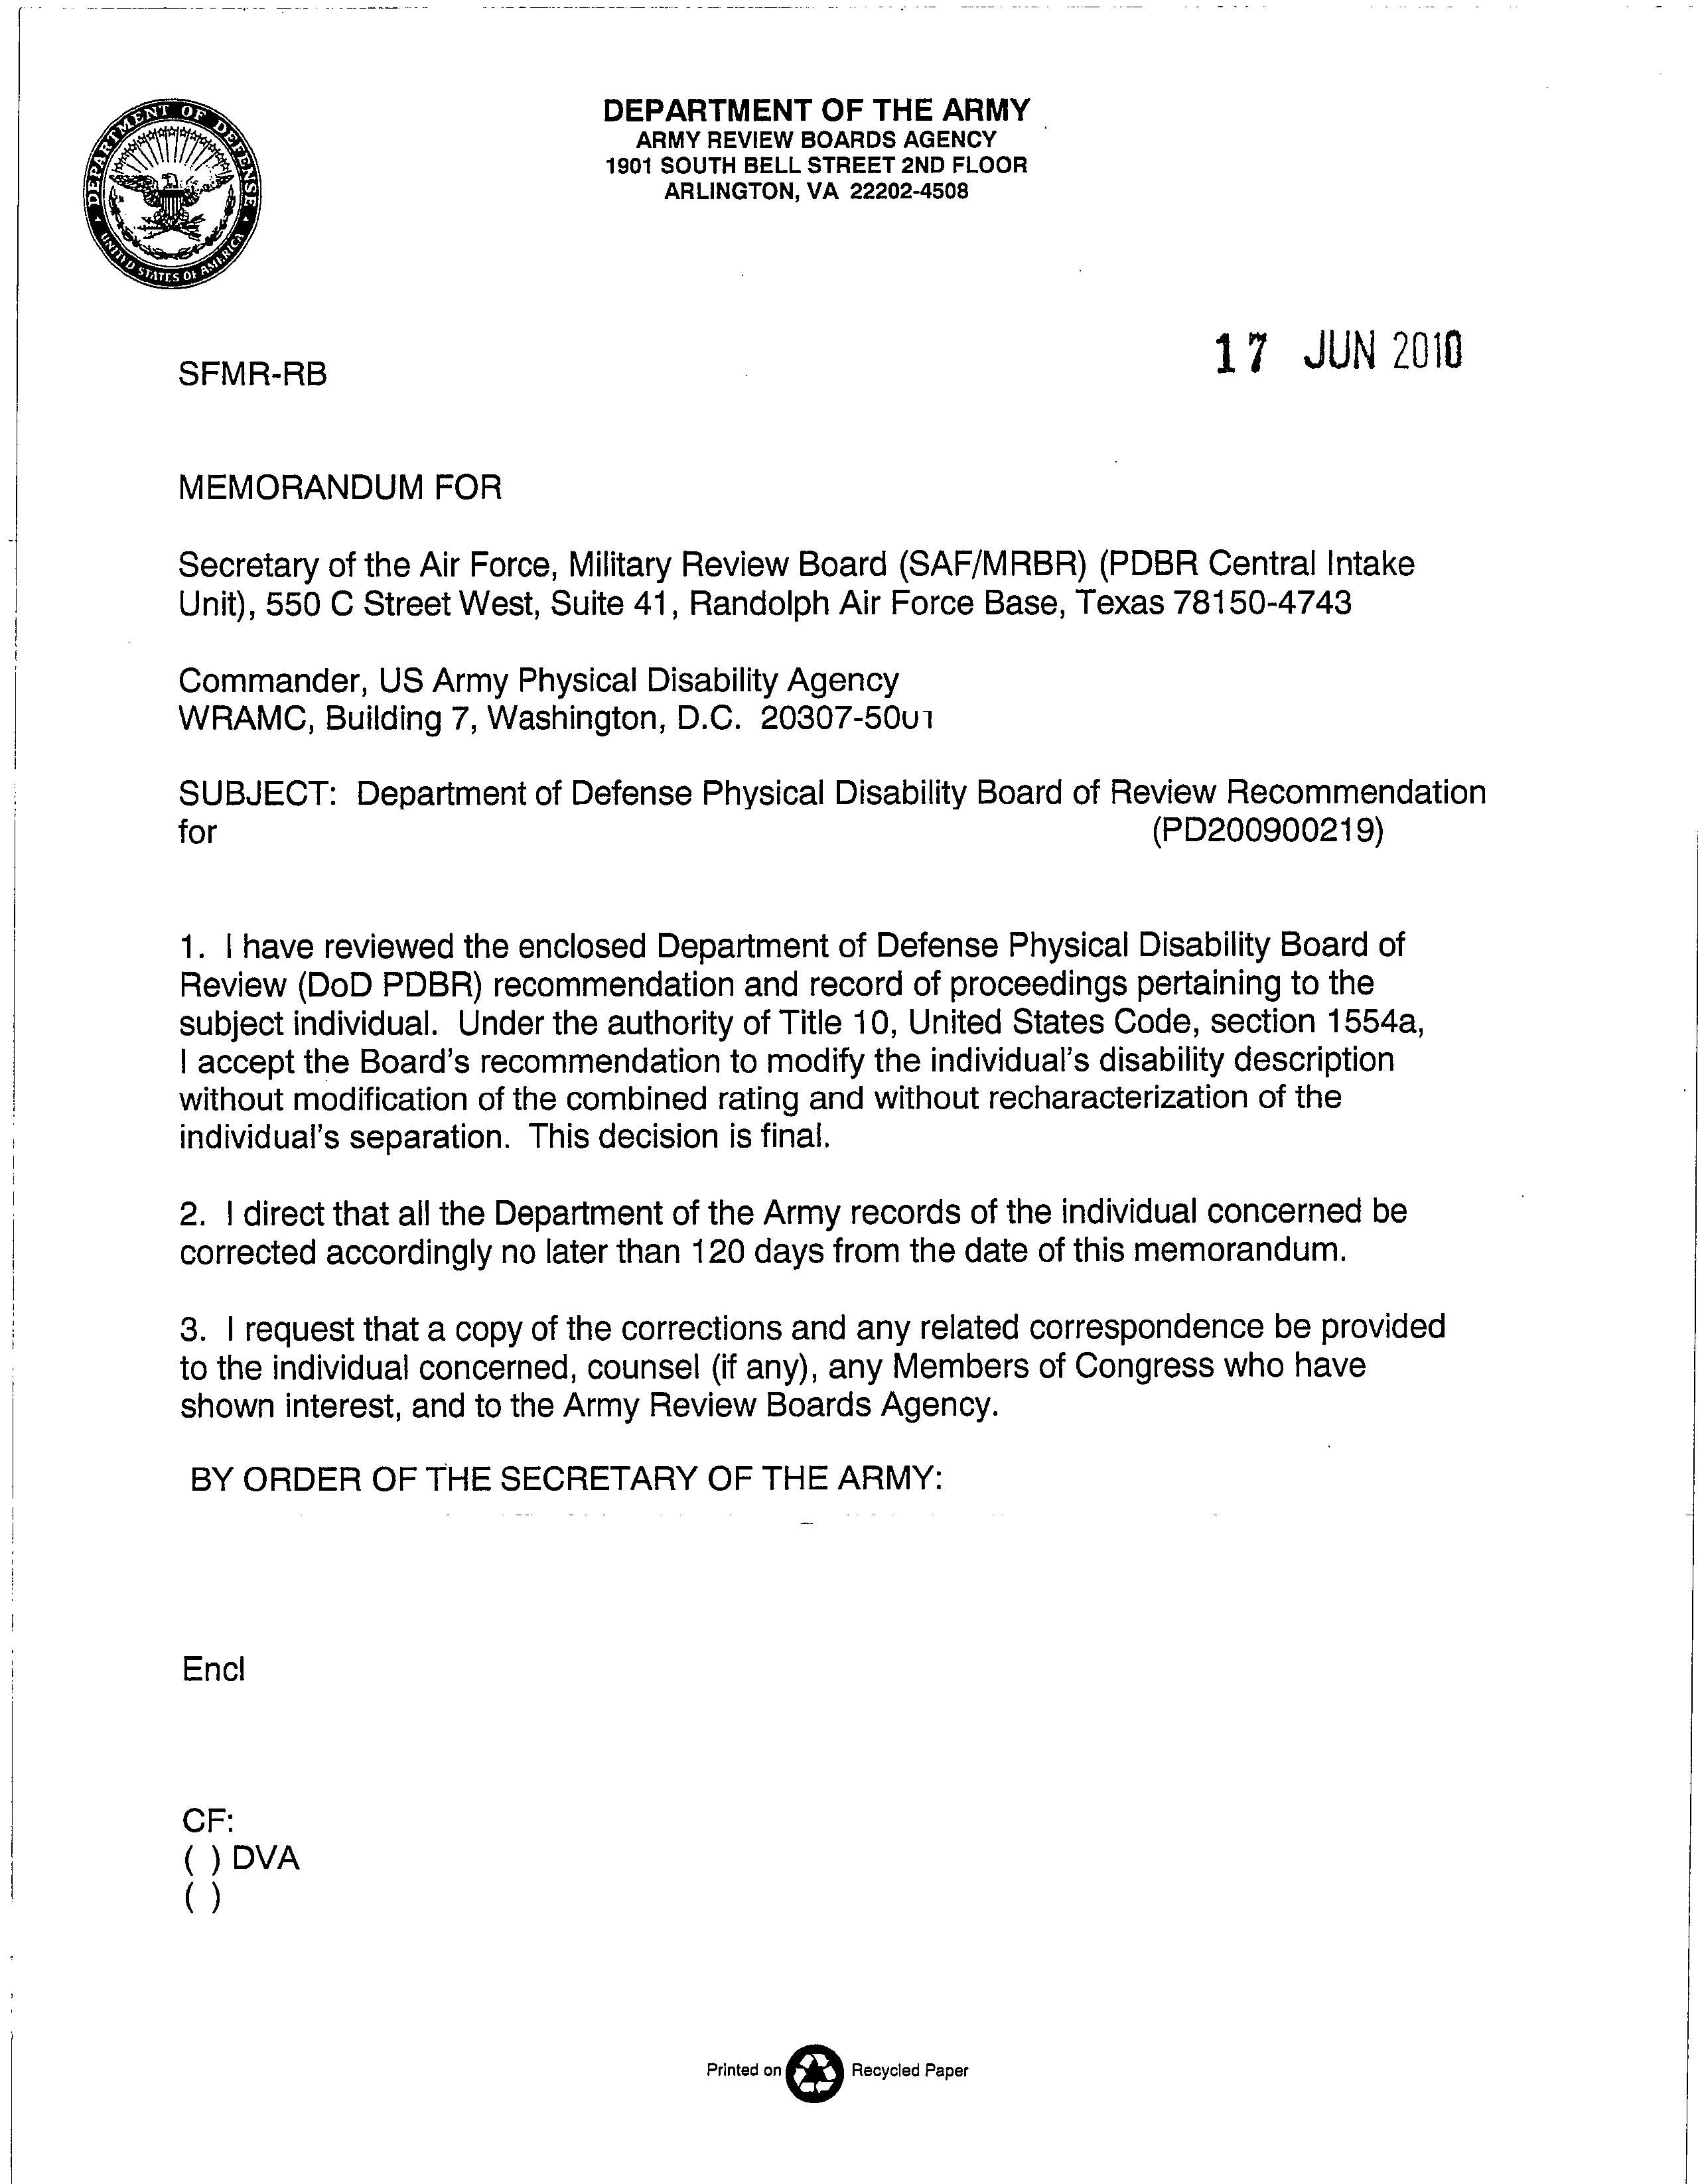 DEPARTMENT OF DEFENSE
UNITED STATES OF AMERICA
DEPARTMENT OF THE ARMY
ARMY REVIEW BOARDS AGENCY
1901 SOUTH BELL STREET 2ND FLOOR
ARLINGTON, VA 22202-4508
17 JUN 2010
SFMR-RB
MEMORANDUM FOR
Secretary of the Air Force, Military Review Board (SAF/MRBR) (PDBR Central Intake
Unit), 550 C Street West, Suite 41, Randolph Air Force Base, Texas 78150-4743
Commander, US Army Physical Disability Agency
WRAMC, Building 7, Washington, D.C. 20307-5001
SUBJECT: Department of Defense Physical Disability Board of Review Recommendation
for (PD200900219)
1. I have reviewed the enclosed Department of Defense Physical Disability Board of
Review (DoD PDBR) recommendation and record of proceedings pertaining to the
subject individual. Under the authority of Title 10, United States Code, section 1554a,
I accept the Board's recommendation to modify the individual's disability description
without modification of the combined rating and without recharacterization of the
individual's separation. This decision is final.
2. I direct that all the Department of the Army records of the individual concerned be
corrected accordingly no later than 120 days from the date of this memorandum.
3. I request that a copy of the corrections and any related correspondence be provided
to the individual concerned, counsel (if any), any Members of Congress who have
shown interest, and to the Army Review Boards Agency.
BY ORDER OF THE SECRETARY OF THE ARMY:
Encl
CF:
( ) DVA
( )
Printed on Recycled Paper